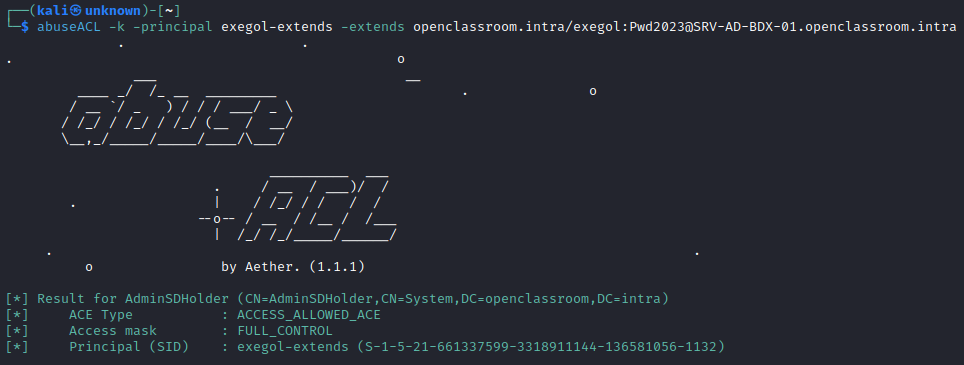 ┌──(kali㉿unknown)-[~]
└─$ abuseACL -k -principal exegol-extends -extends openclassroom.intra/exegol:Pwd2023@SRV-AD-BDX-01.openclassroom.intra
abuse
ACL
by Aether. (1.1.1)
[*] Result for AdminSDHolder (CN=AdminSDHolder,CN=System,DC=openclassroom,DC=intra)
[*]     ACE Type           : ACCESS_ALLOWED_ACE
[*]     Access mask        : FULL_CONTROL
[*]     Principal (SID)    : exegol-extends (S-1-5-21-661337599-3318911144-136581056-1132)